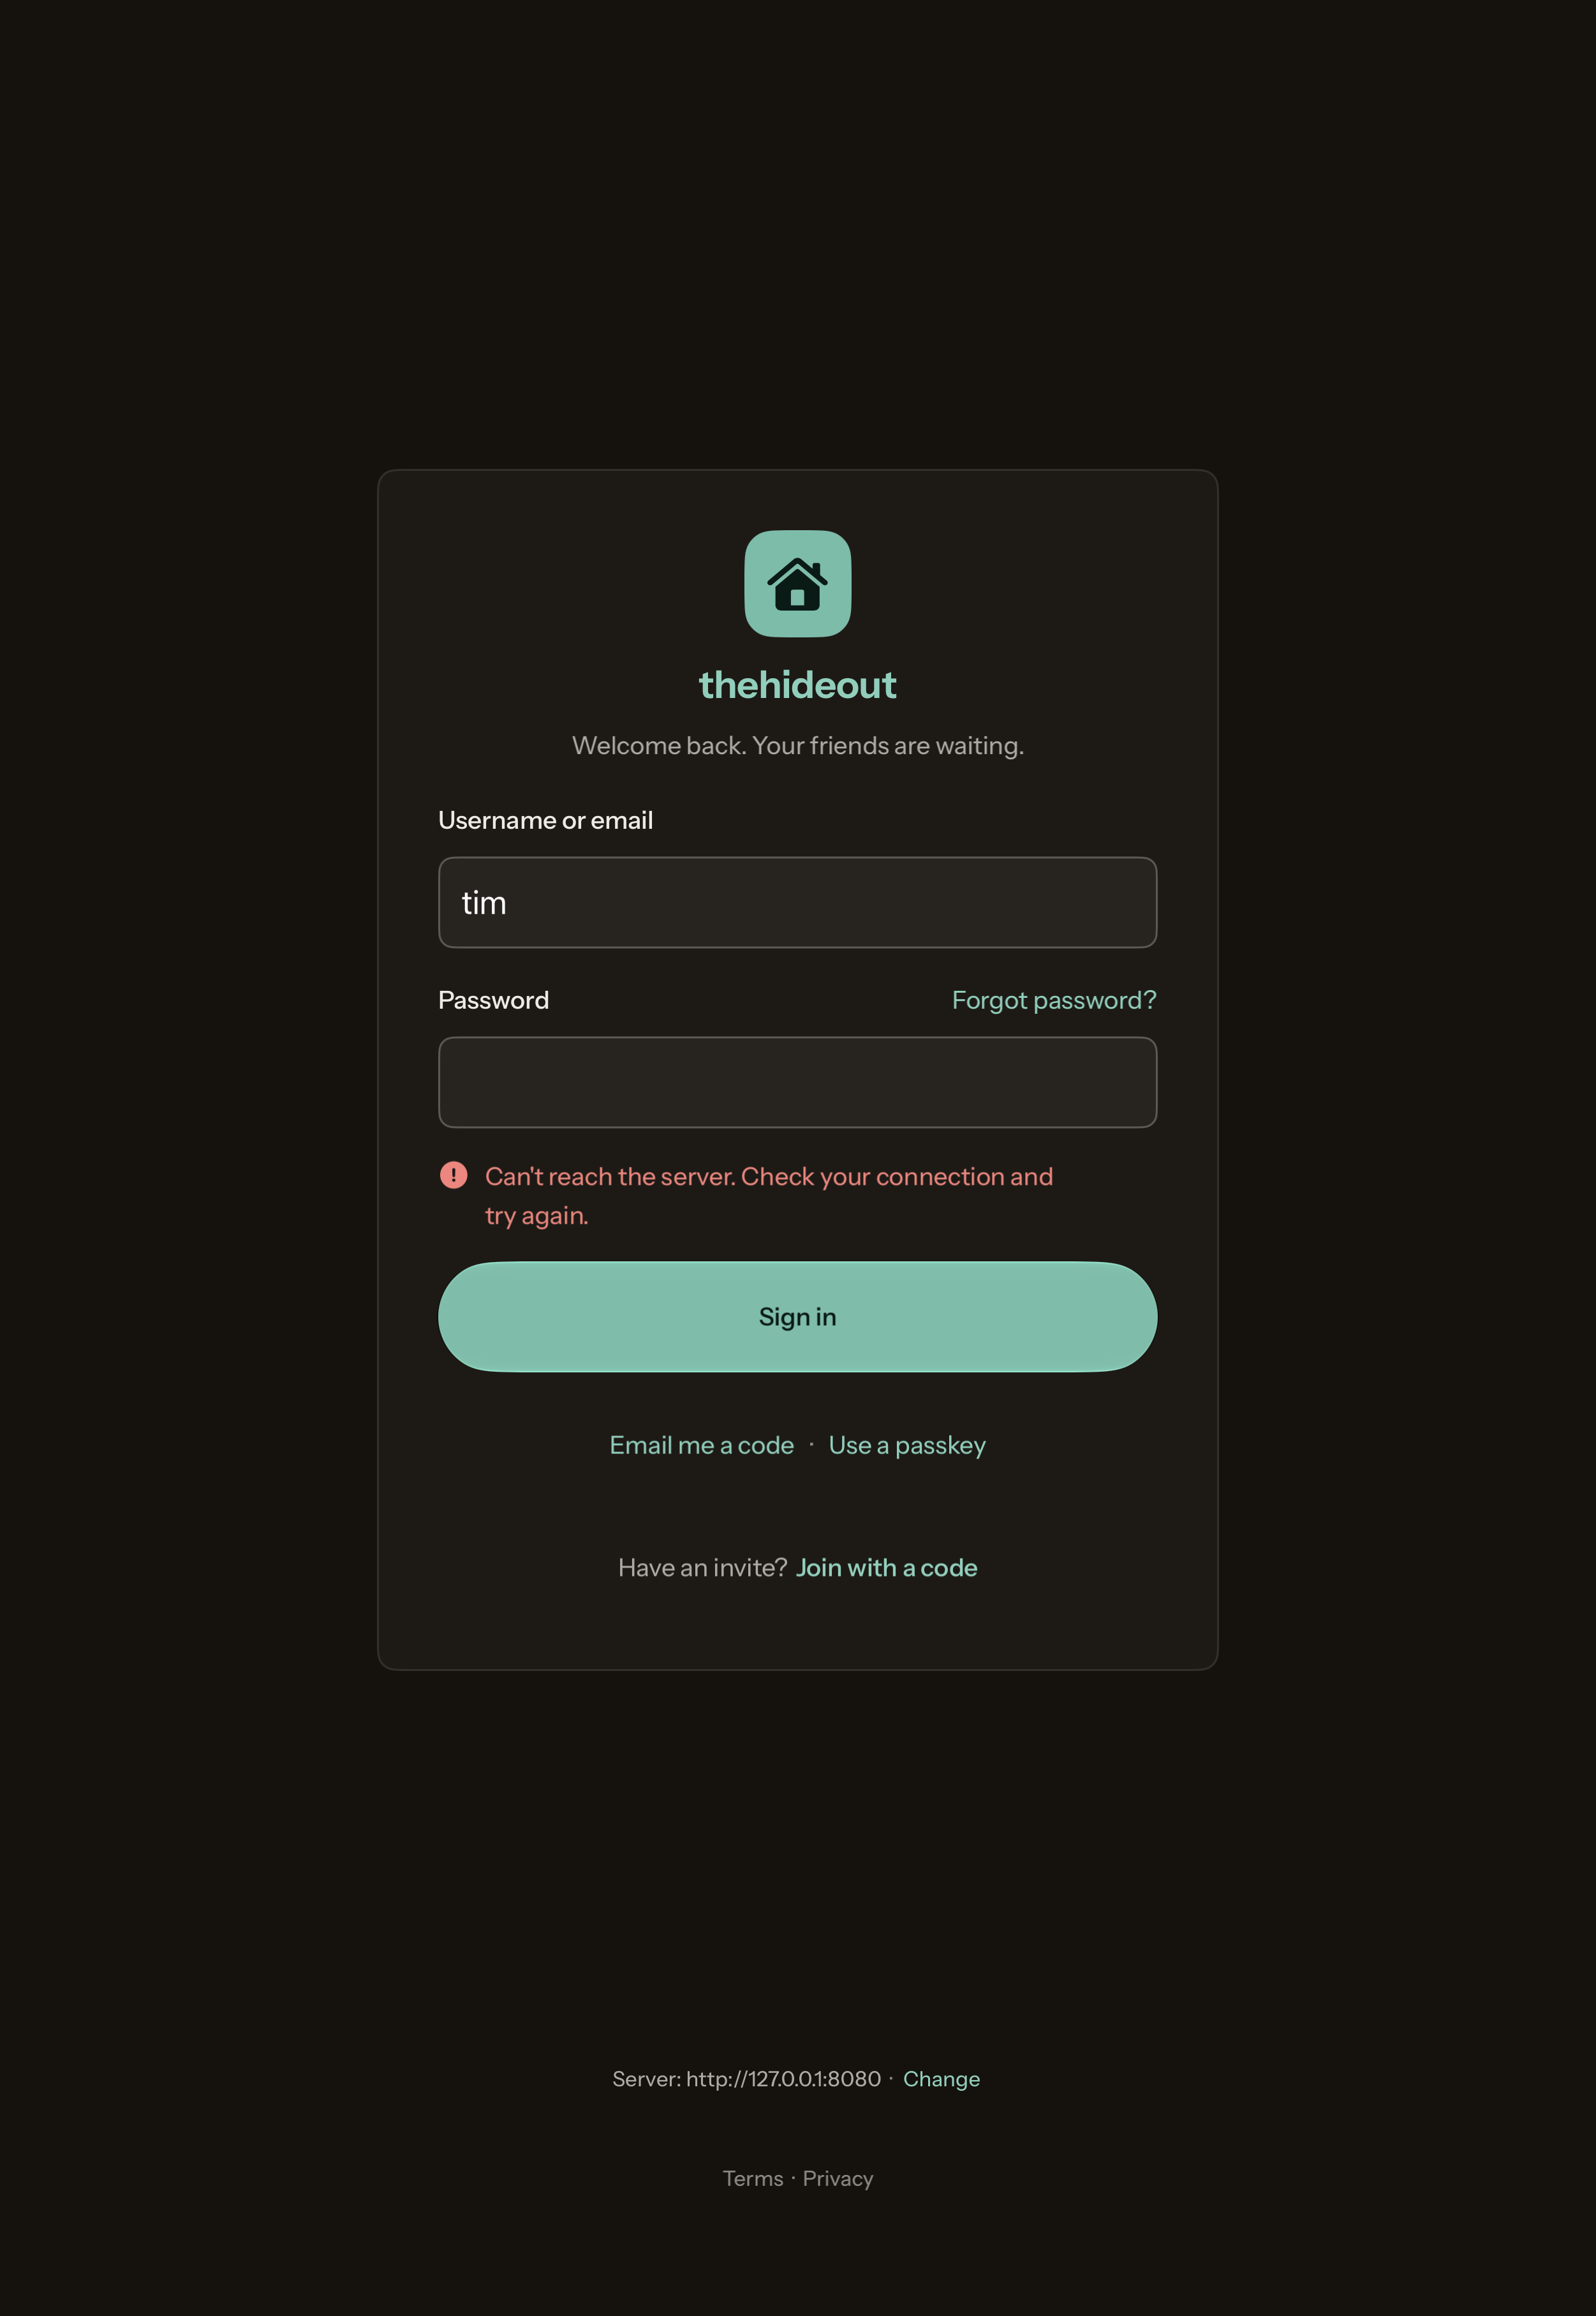 thehideout
Welcome back. Your friends are waiting.
Username or email
tim
Password
Forgot password?
Can't reach the server. Check your connection and
try again.
Sign in
Email me a code · Use a passkey
Have an invite? Join with a code
Server: http://127.0.0.1:8080 · Change
Terms · Privacy